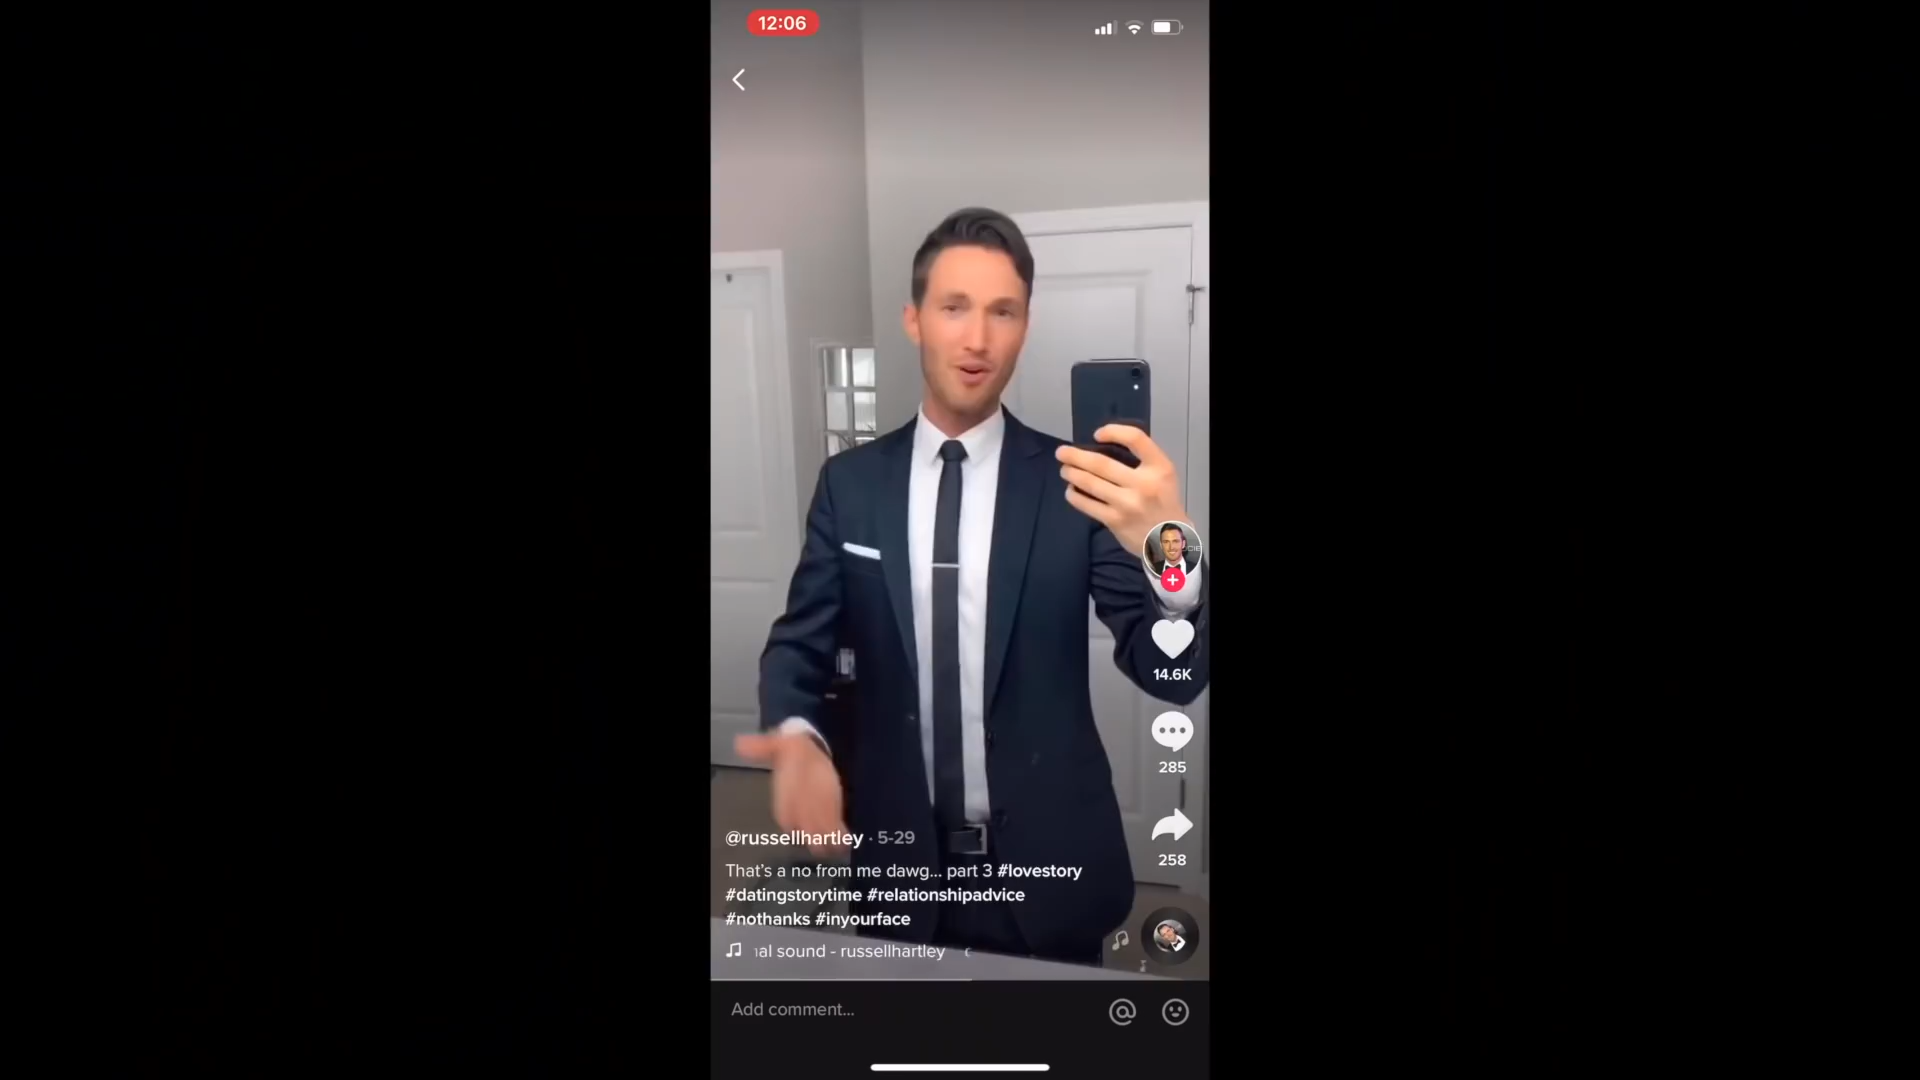 12:06
14.6K
285
258
@russellhartley · 5-29
That's a no from me dawg... part 3 #lovestory
#datingstorytime #relationshipadvice
#nothanks #inyourface
al sound - russellhartley
Add comment...